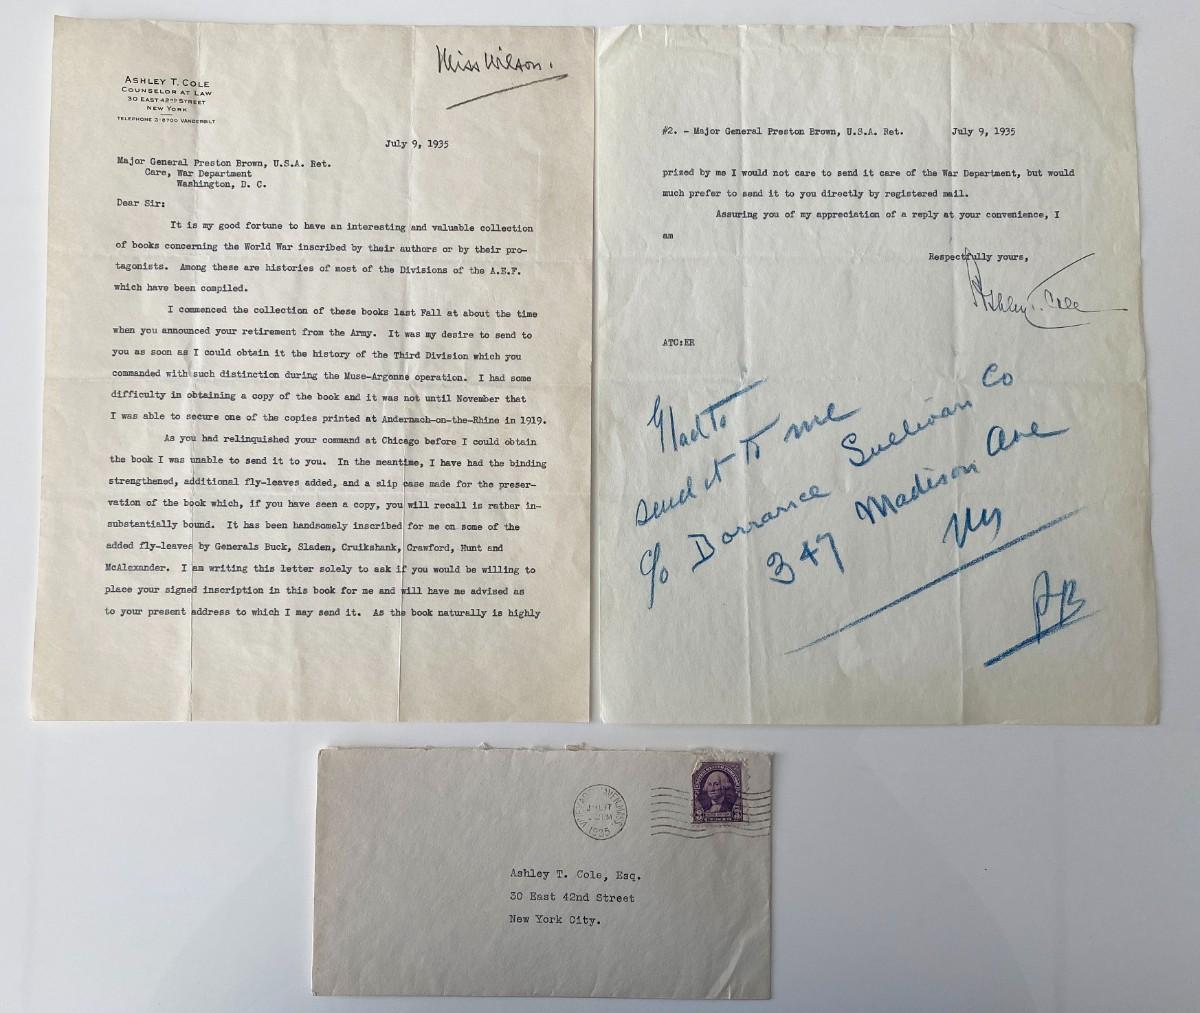 Miss Wilson.
ASHLEY T. COLE
COUNSELOR AT LAW
30 EAST 42ND STREET
NEW YORK
TELEPHONE 3-8700 VANDERBILT
July 9, 1935
Major General Preston Brown, U.S.A. Ret.
Care, War Department
Washington, D. C.
Dear Sir:
It is my good fortune to have an interesting and valuable collection
of books concerning the World War inscribed by their authors or by their pro-
tagonists. Among these are histories of most of the Divisions of the A.E.F.
which have been compiled.
I commenced the collection of these books last Fall at about the time
when you announced your retirement from the Army. It was my desire to send to
you as soon as I could obtain it the history of the Third Division which you
commanded with such distinction during the Muse-Argonne operation. I had some
difficulty in obtaining a copy of the book and it was not until November that
I was able to secure one of the copies printed at Andernach-on-the-Rhine in 1919.
As you had relinquished your command at Chicago before I could obtain
the book I was unable to send it to you. In the meantime, I have had the binding
strengthened, additional fly-leaves added, and a slip case made for the preser-
vation of the book which, if you have seen a copy, you will recall is rather in-
substantially bound. It has been handsomely inscribed for me on some of the
added fly-leaves by Generals Buck, Sladen, Cruikshank, Crawford, Hunt and
McAlexander. I am writing this letter solely to ask if you would be willing to
place your signed inscription in this book for me and will have me advised as
to your present address to which I may send it. As the book naturally is highly
#2. - Major General Preston Brown, U.S.A. Ret. July 9, 1935
prized by me I would not care to send it care of the War Department, but would
much prefer to send it to you directly by registered mail.
Assuring you of my appreciation of a reply at your convenience, I
am
Respectfully yours,
Ashley T. Cole
ATC:ER
Glad to
send it to me
c/o Dorrance Sullivan Co
347 Madison Ave
NY
PB
1935
Ashley T. Cole, Esq.
30 East 42nd Street
New York City.